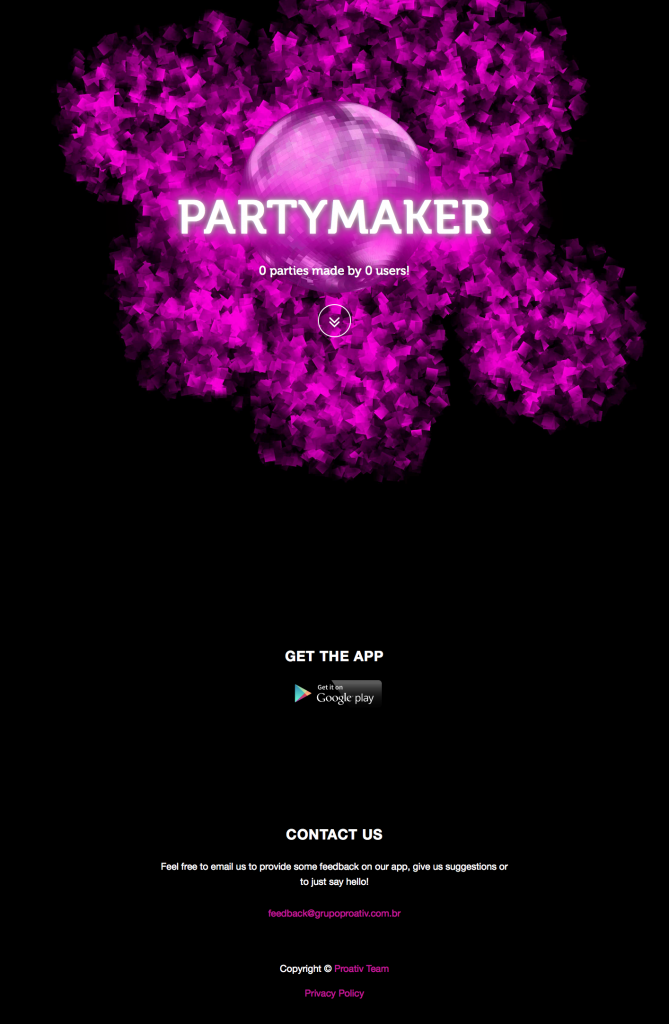 PARTYMAKER
0 parties made by 0 users!
GET THE APP
Get it on
Google play
CONTACT US
Feel free to email us to provide some feedback on our app, give us suggestions or
to just say hello!
feedback@grupoproativ.com.br
Copyright © Proativ Team
Privacy Policy